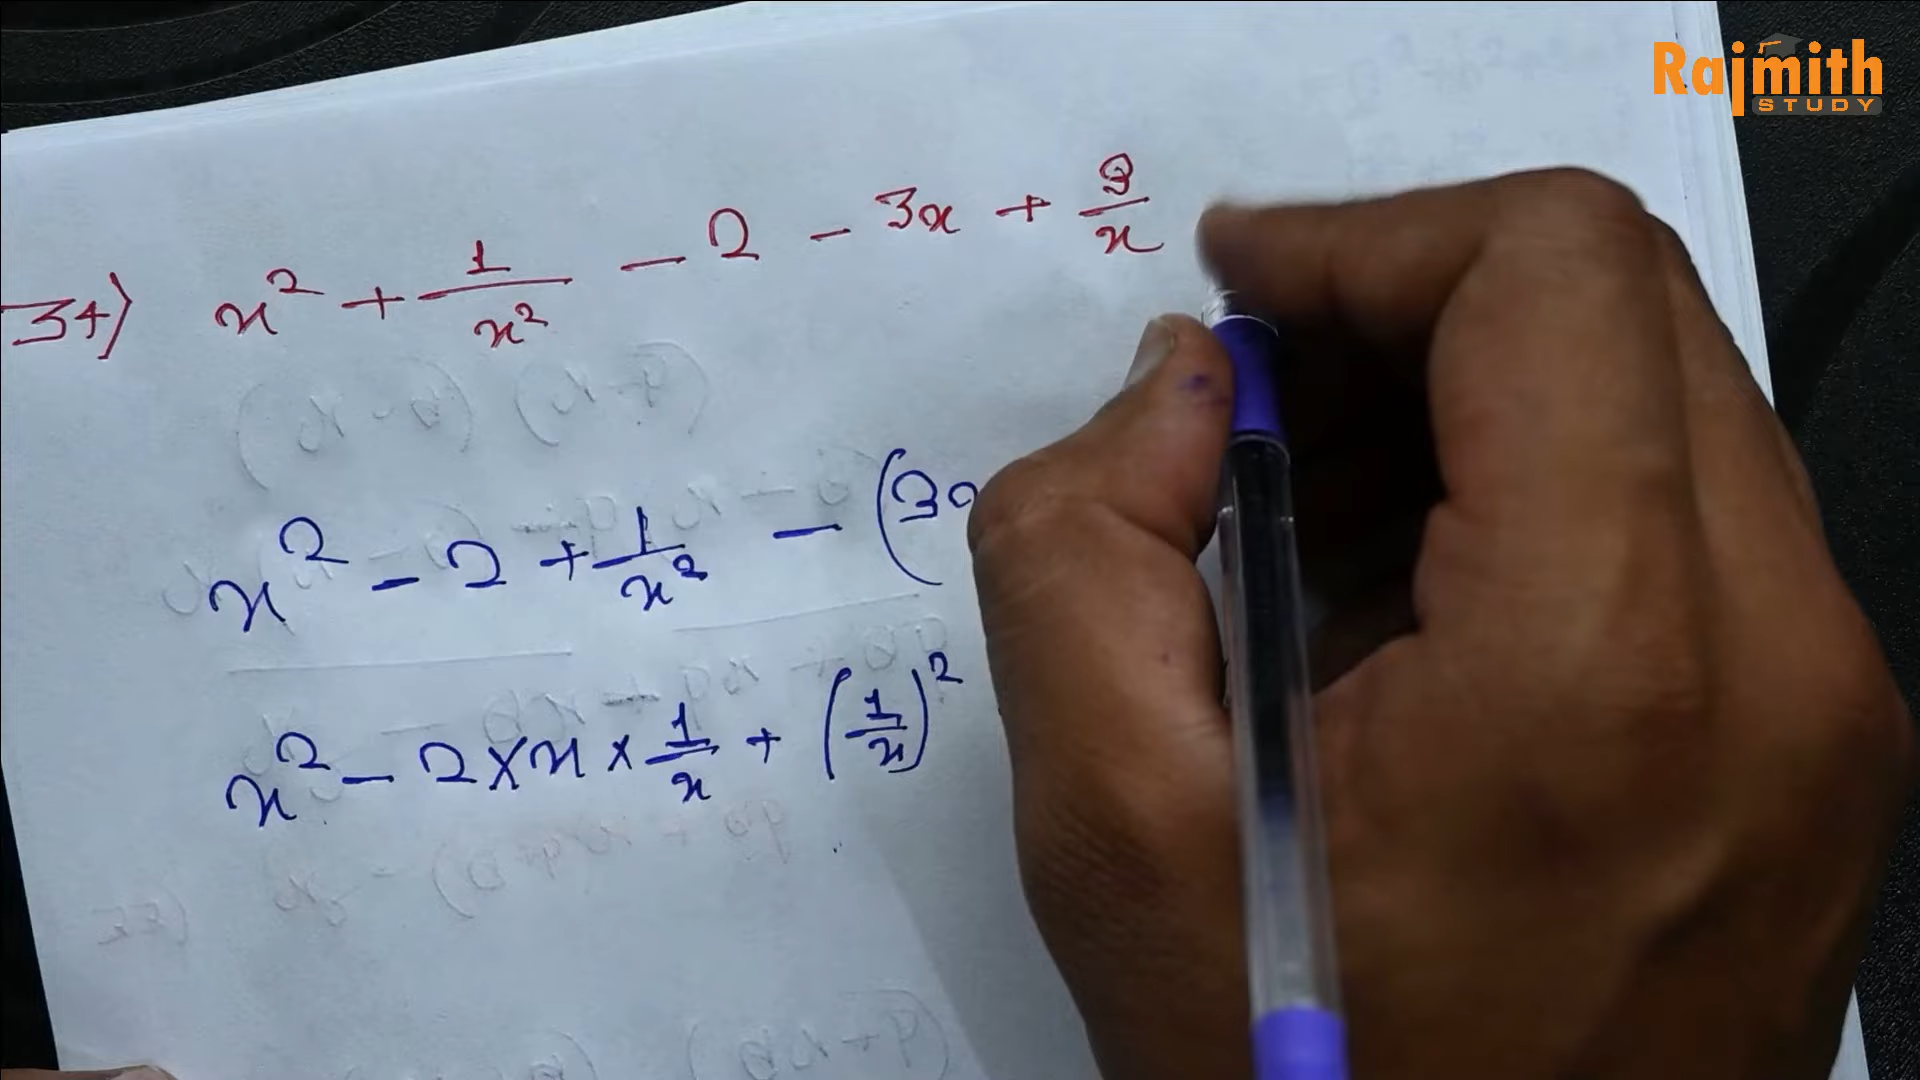 Rajmith
STUDY
34) x² + 1/x² - 2 - 3x + 3/x
x² - 2 + 1/x² - (3
x² - 2 × x × 1/x + (1/x)²